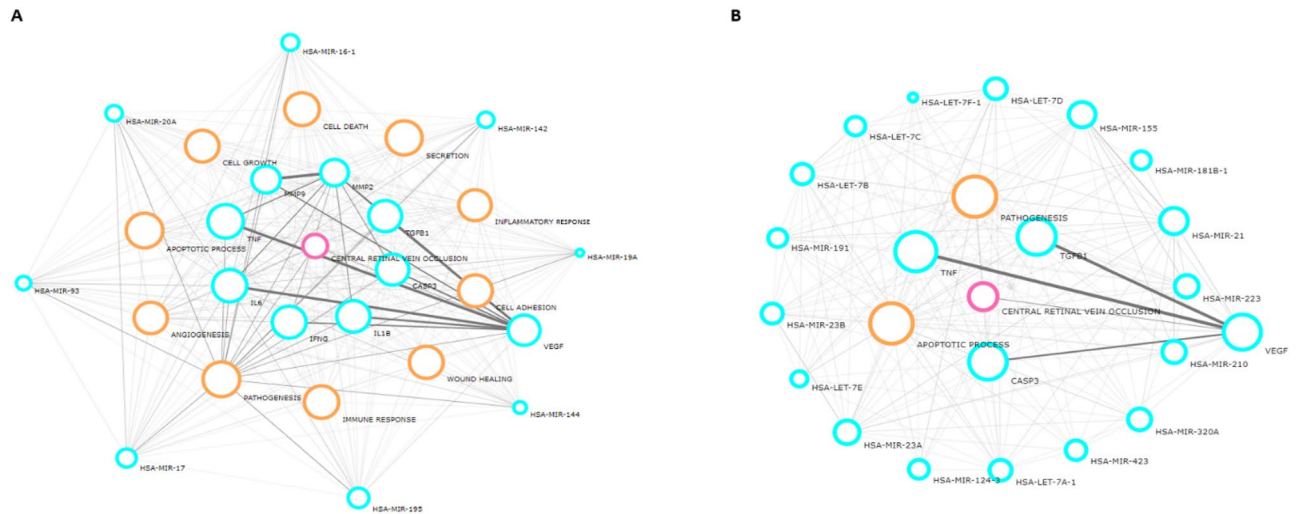 A
HSA-MIR-16-1
HSA-MIR-20A
HSA-MIR-142
CELL DEATH
SECRETION
CELL GROWTH
MMP2
MMP9
INFLAMMATORY RESPONSE
TGFB1
TNF
APOPTOTIC PROCESS
CENTRAL RETINAL VEIN OCCLUSION
HSA-MIR-19A
CASP3
HSA-MIR-93
IL6
CELL ADHESION
ANGIOGENESIS
IFNG
IL1B
VEGF
WOUND HEALING
PATHOGENESIS
HSA-MIR-144
IMMUNE RESPONSE
HSA-MIR-17
HSA-MIR-195
B
HSA-LET-7F-1
HSA-LET-7D
HSA-LET-7C
HSA-MIR-155
HSA-MIR-181B-1
HSA-LET-7B
PATHOGENESIS
HSA-MIR-21
HSA-MIR-191
TGFB1
TNF
HSA-MIR-223
CENTRAL RETINAL VEIN OCCLUSION
HSA-MIR-23B
APOPTOTIC PROCESS
VEGF
HSA-MIR-210
CASP3
HSA-LET-7E
HSA-MIR-320A
HSA-MIR-23A
HSA-MIR-423
HSA-MIR-124-3
HSA-LET-7A-1